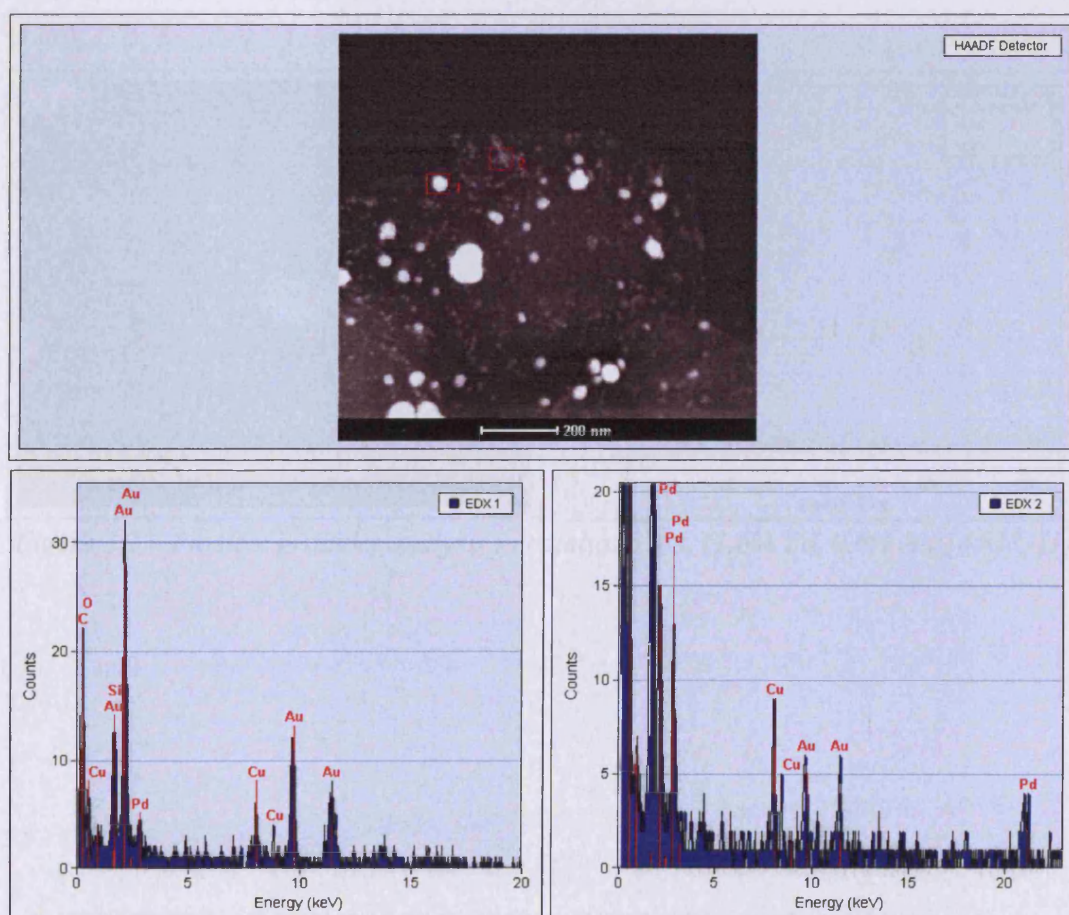 HAADF Detector
1
200 nm
EDX 1
Au
Au
O
C
Si
Au
Cu
Pd
Cu
Cu
Au
Au
30
20
10
0
Counts
0 5 10 15 20
Energy (keV)
EDX 2
Pd
Pd
Pd
Cu
Cu
Au
Au
Pd
20
15
10
5
0
Counts
0 5 10 15 20
Energy (keV)